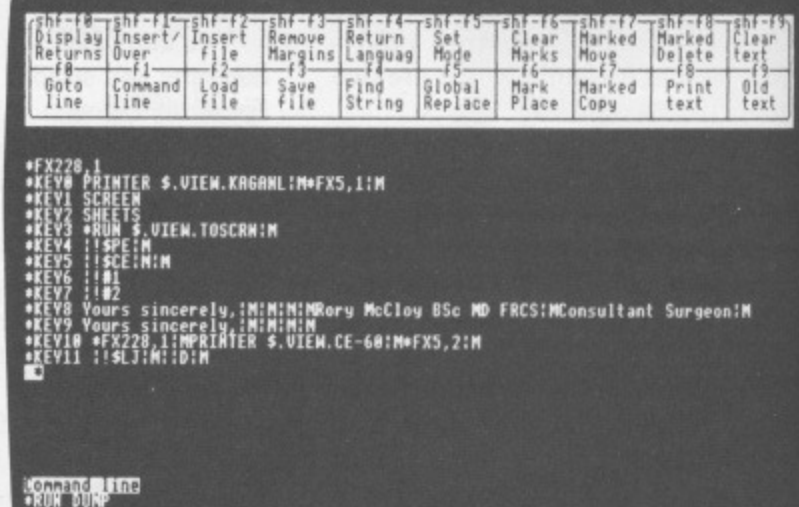 shf-f0 shf-f1 shf-f2 shf-f3 shf-f4 shf-f5 shf-f6 shf-f7 shf-f8 shf-f9
Display Insert/ Insert Remove Return Set Clear Marked Marked Clear
Returns Over file Margins Languag Mode Marks Move Delete text
f0 f1 f2 f3 f4 f5 f6 f7 f8 f9
Goto Command Load Save Find Global Mark Marked Print Old
line line file file String Replace Place Copy text text
*FX228,1
*KEY0 PRINTER $.VIEW.KAGANL¦M*FX5,1¦M
*KEY1 SCREEN
*KEY2 SHEETS
*KEY3 *RUN $.VIEW.TOSCRN¦M
*KEY4 ¦!$PE¦M
*KEY5 ¦!$CE¦N¦M
*KEY6 ¦!#1
*KEY7 ¦!#2
*KEY8 Yours sincerely,¦M¦M¦M¦MRory McCloy BSc MD FRCS¦MConsultant Surgeon¦M
*KEY9 Yours sincerely,¦M¦M¦M¦M
*KEY10 *FX228,1¦MPRINTER $.VIEW.CE-60¦M*FX5,2¦M
*KEY11 ¦!$LJ¦M¦¦D¦M
*
Command line
*RUN DUMP